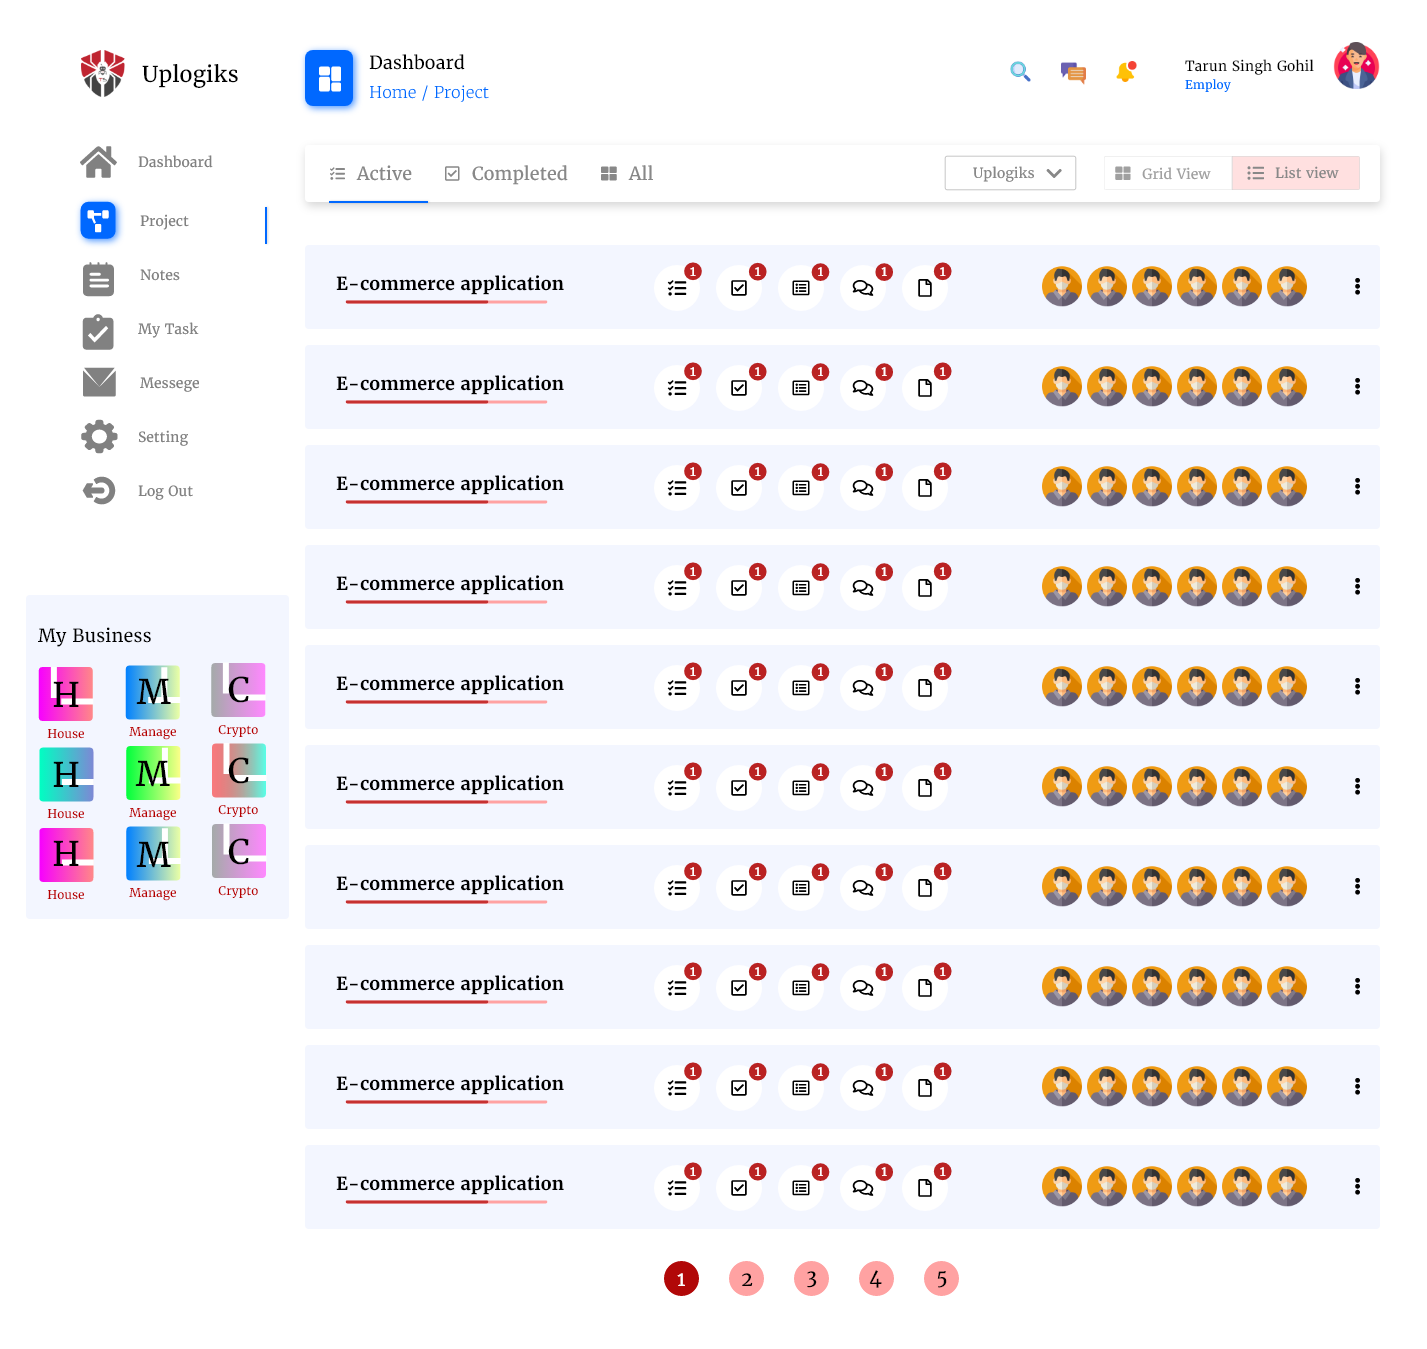 Uplogiks
Dashboard
Home / Project
Tarun Singh Gohil
Employ
Dashboard
Project
Notes
My Task
Messege
Setting
Log Out
Active
Completed
All
Uplogiks
Grid View
List view
E-commerce application
1 1 1 1 1
E-commerce application
1 1 1 1 1
E-commerce application
1 1 1 1 1
E-commerce application
1 1 1 1 1
E-commerce application
1 1 1 1 1
E-commerce application
1 1 1 1 1
E-commerce application
1 1 1 1 1
E-commerce application
1 1 1 1 1
E-commerce application
1 1 1 1 1
E-commerce application
1 1 1 1 1
My Business
H M C
House Manage Crypto
H M C
House Manage Crypto
H M C
House Manage Crypto
1 2 3 4 5